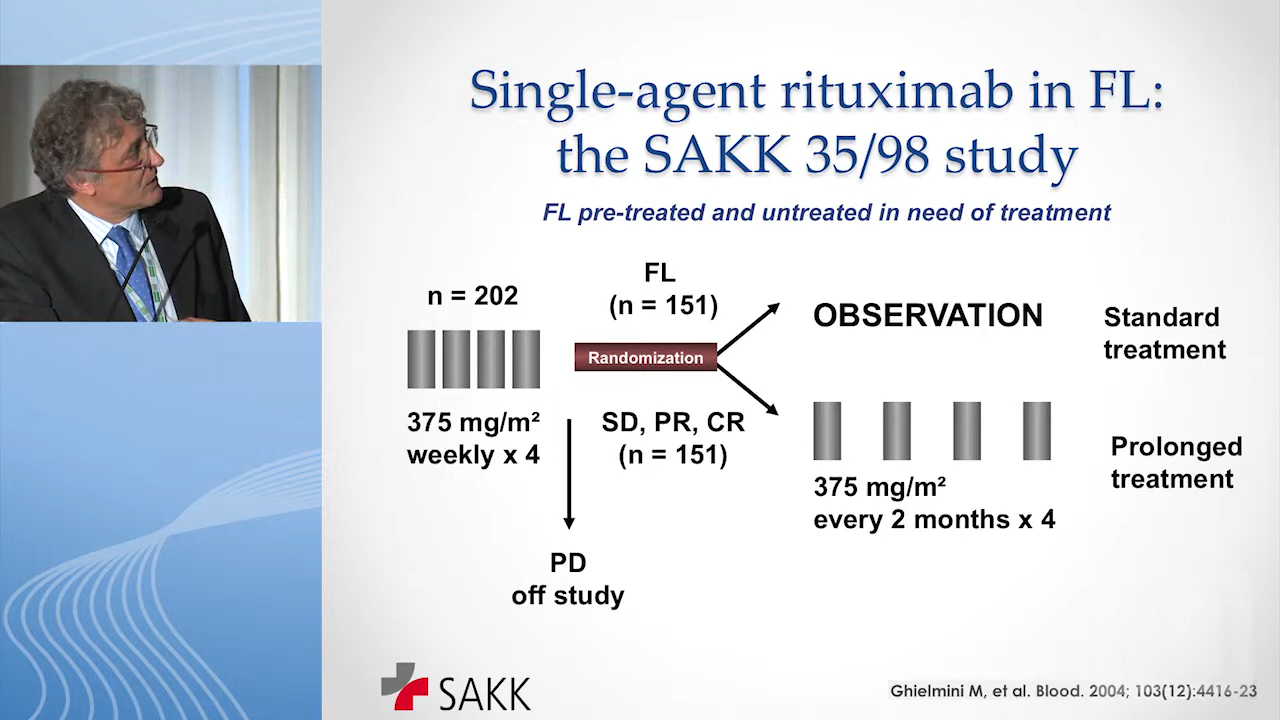 Single-agent rituximab in FL:
the SAKK 35/98 study
FL pre-treated and untreated in need of treatment
n = 202
375 mg/m²
weekly x 4
FL
(n = 151)
Randomization
SD, PR, CR
(n = 151)
PD
off study
OBSERVATION
Standard
treatment
375 mg/m²
every 2 months x 4
Prolonged
treatment
SAKK
Ghielmini M, et al. Blood. 2004; 103(12):4416-23